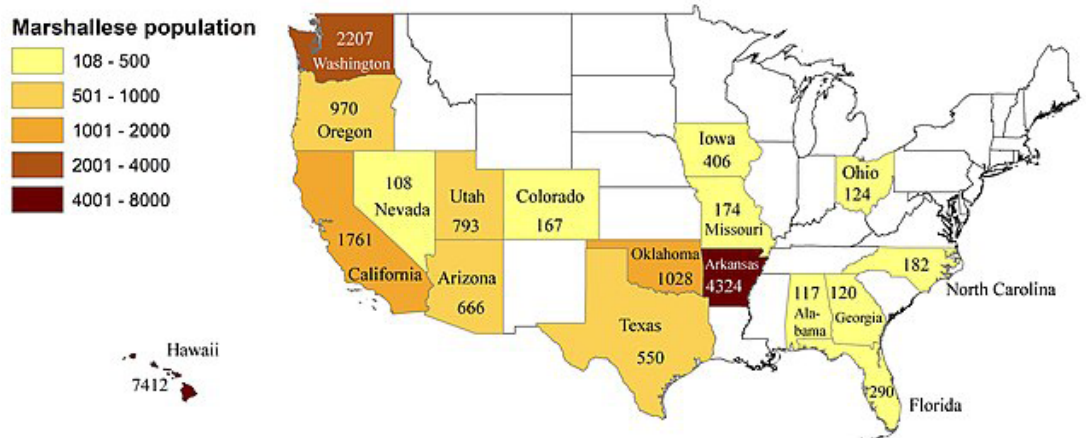 Marshallese population
108 - 500
501 - 1000
1001 - 2000
2001 - 4000
4001 - 8000
2207
Washington
970
Oregon
Iowa
406
Ohio
124
108
Nevada
Utah
793
Colorado
167
174
Missouri
1761
California
Arizona
666
Oklahoma
1028
Arkansas
4324
182
North Carolina
117
Ala-
bama
120
Georgia
Texas
550
Hawaii
7412
290
Florida